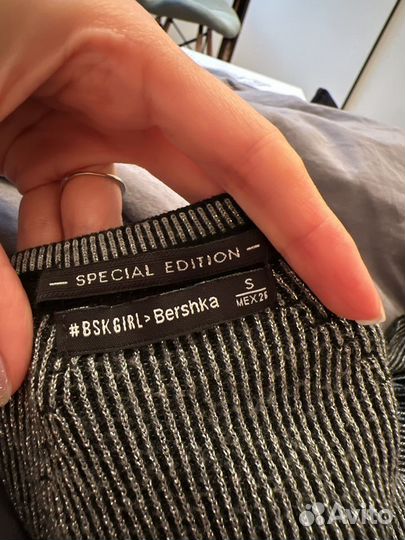 — SPECIAL EDITION —
#BSKGIRL>Bershka
S
MEX 26
Avito